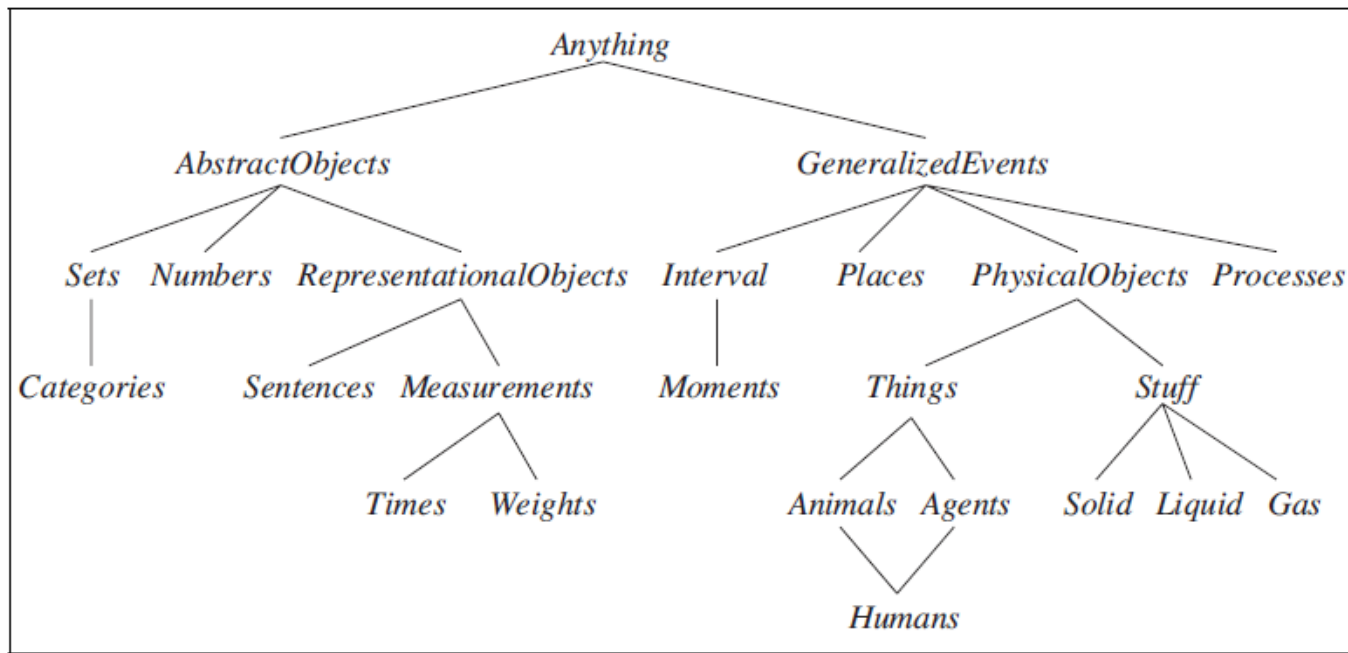 Anything
AbstractObjects GeneralizedEvents
Sets Numbers RepresentationalObjects Interval Places PhysicalObjects Processes
Categories Sentences Measurements Moments Things Stuff
Times Weights Animals Agents Solid Liquid Gas
Humans